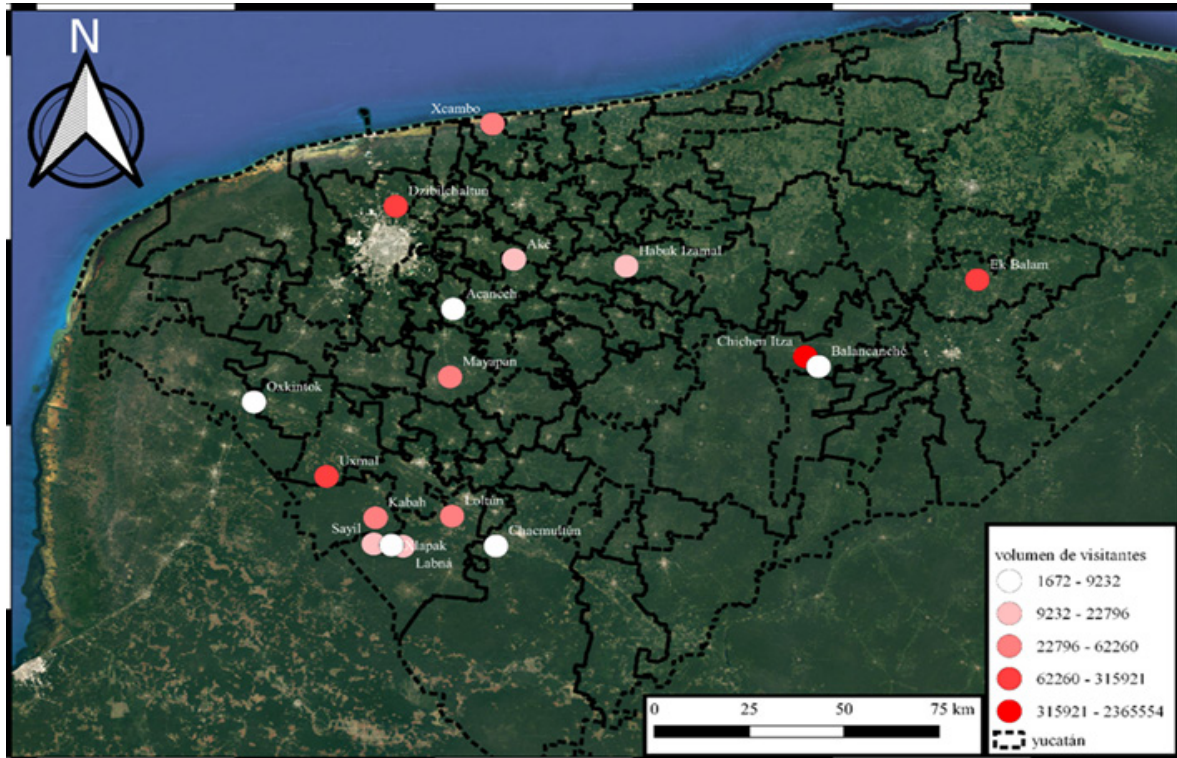 N
Xcambo
Dzibilchaltun
Aké
Habuk Izamal
Ek Balam
Acanceh
Chichen Itza
Balancanché
Mayapan
Oxkintok
Uxmal
Kabah
Loltún
Sayil
Xlapak
Chacmultún
Labná
volumen de visitantes
1672 - 9232
9232 - 22796
22796 - 62260
62260 - 315921
315921 - 2365554
yucatán
0 25 50 75 km